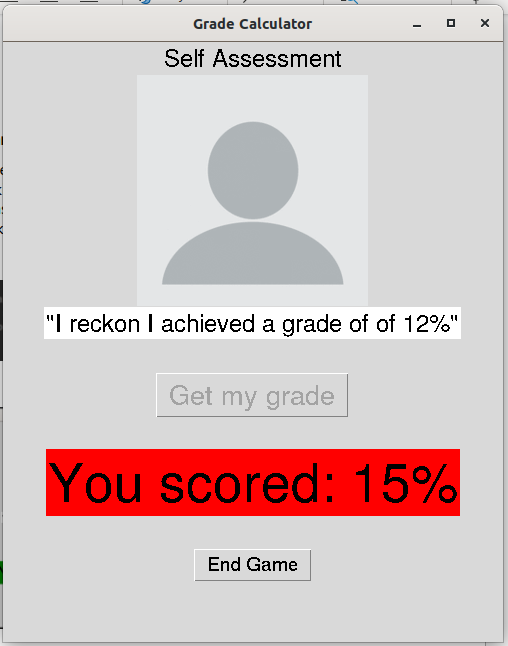 Grade Calculator
Self Assessment
"I reckon I achieved a grade of of 12%"
Get my grade
You scored: 15%
End Game